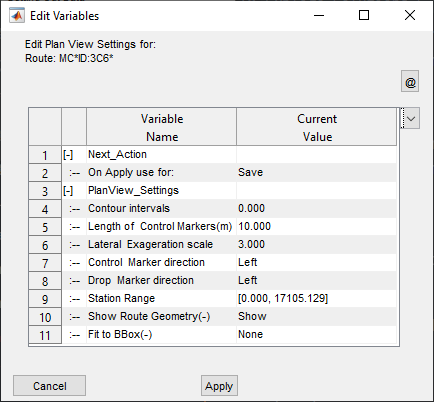 Edit Variables
Edit Plan View Settings for:
Route: MC*ID:3C6*
@
Variable Name Current Value
1 [-] Next_Action
2 :-- On Apply use for: Save
3 [-] PlanView_Settings
4 :-- Contour intervals 0.000
5 :-- Length of Control Markers(m) 10.000
6 :-- Lateral Exageration scale 3.000
7 :-- Control Marker direction Left
8 :-- Drop Marker direction Left
9 :-- Station Range [0.000, 17105.129]
10 :-- Show Route Geometry(-) Show
11 :-- Fit to BBox(-) None
Cancel Apply